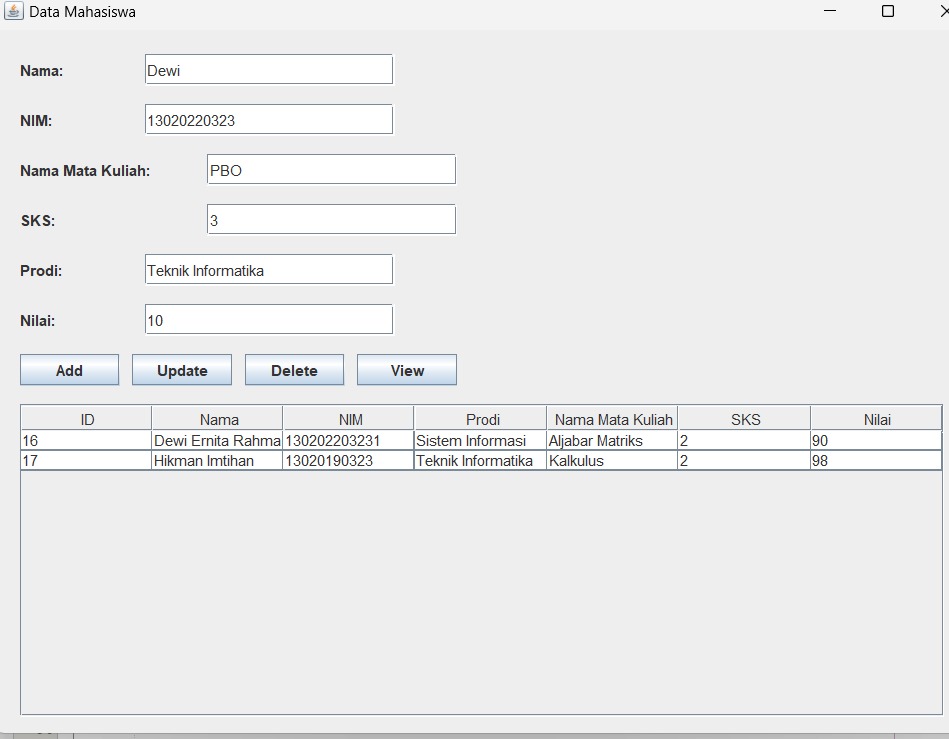 Data Mahasiswa
Nama: Dewi
NIM: 13020220323
Nama Mata Kuliah: PBO
SKS: 3
Prodi: Teknik Informatika
Nilai: 10
Add Update Delete View
ID Nama NIM Prodi Nama Mata Kuliah SKS Nilai
16 Dewi Ernita Rahma 130202203231 Sistem Informasi Aljabar Matriks 2 90
17 Hikman Imtihan 13020190323 Teknik Informatika Kalkulus 2 98